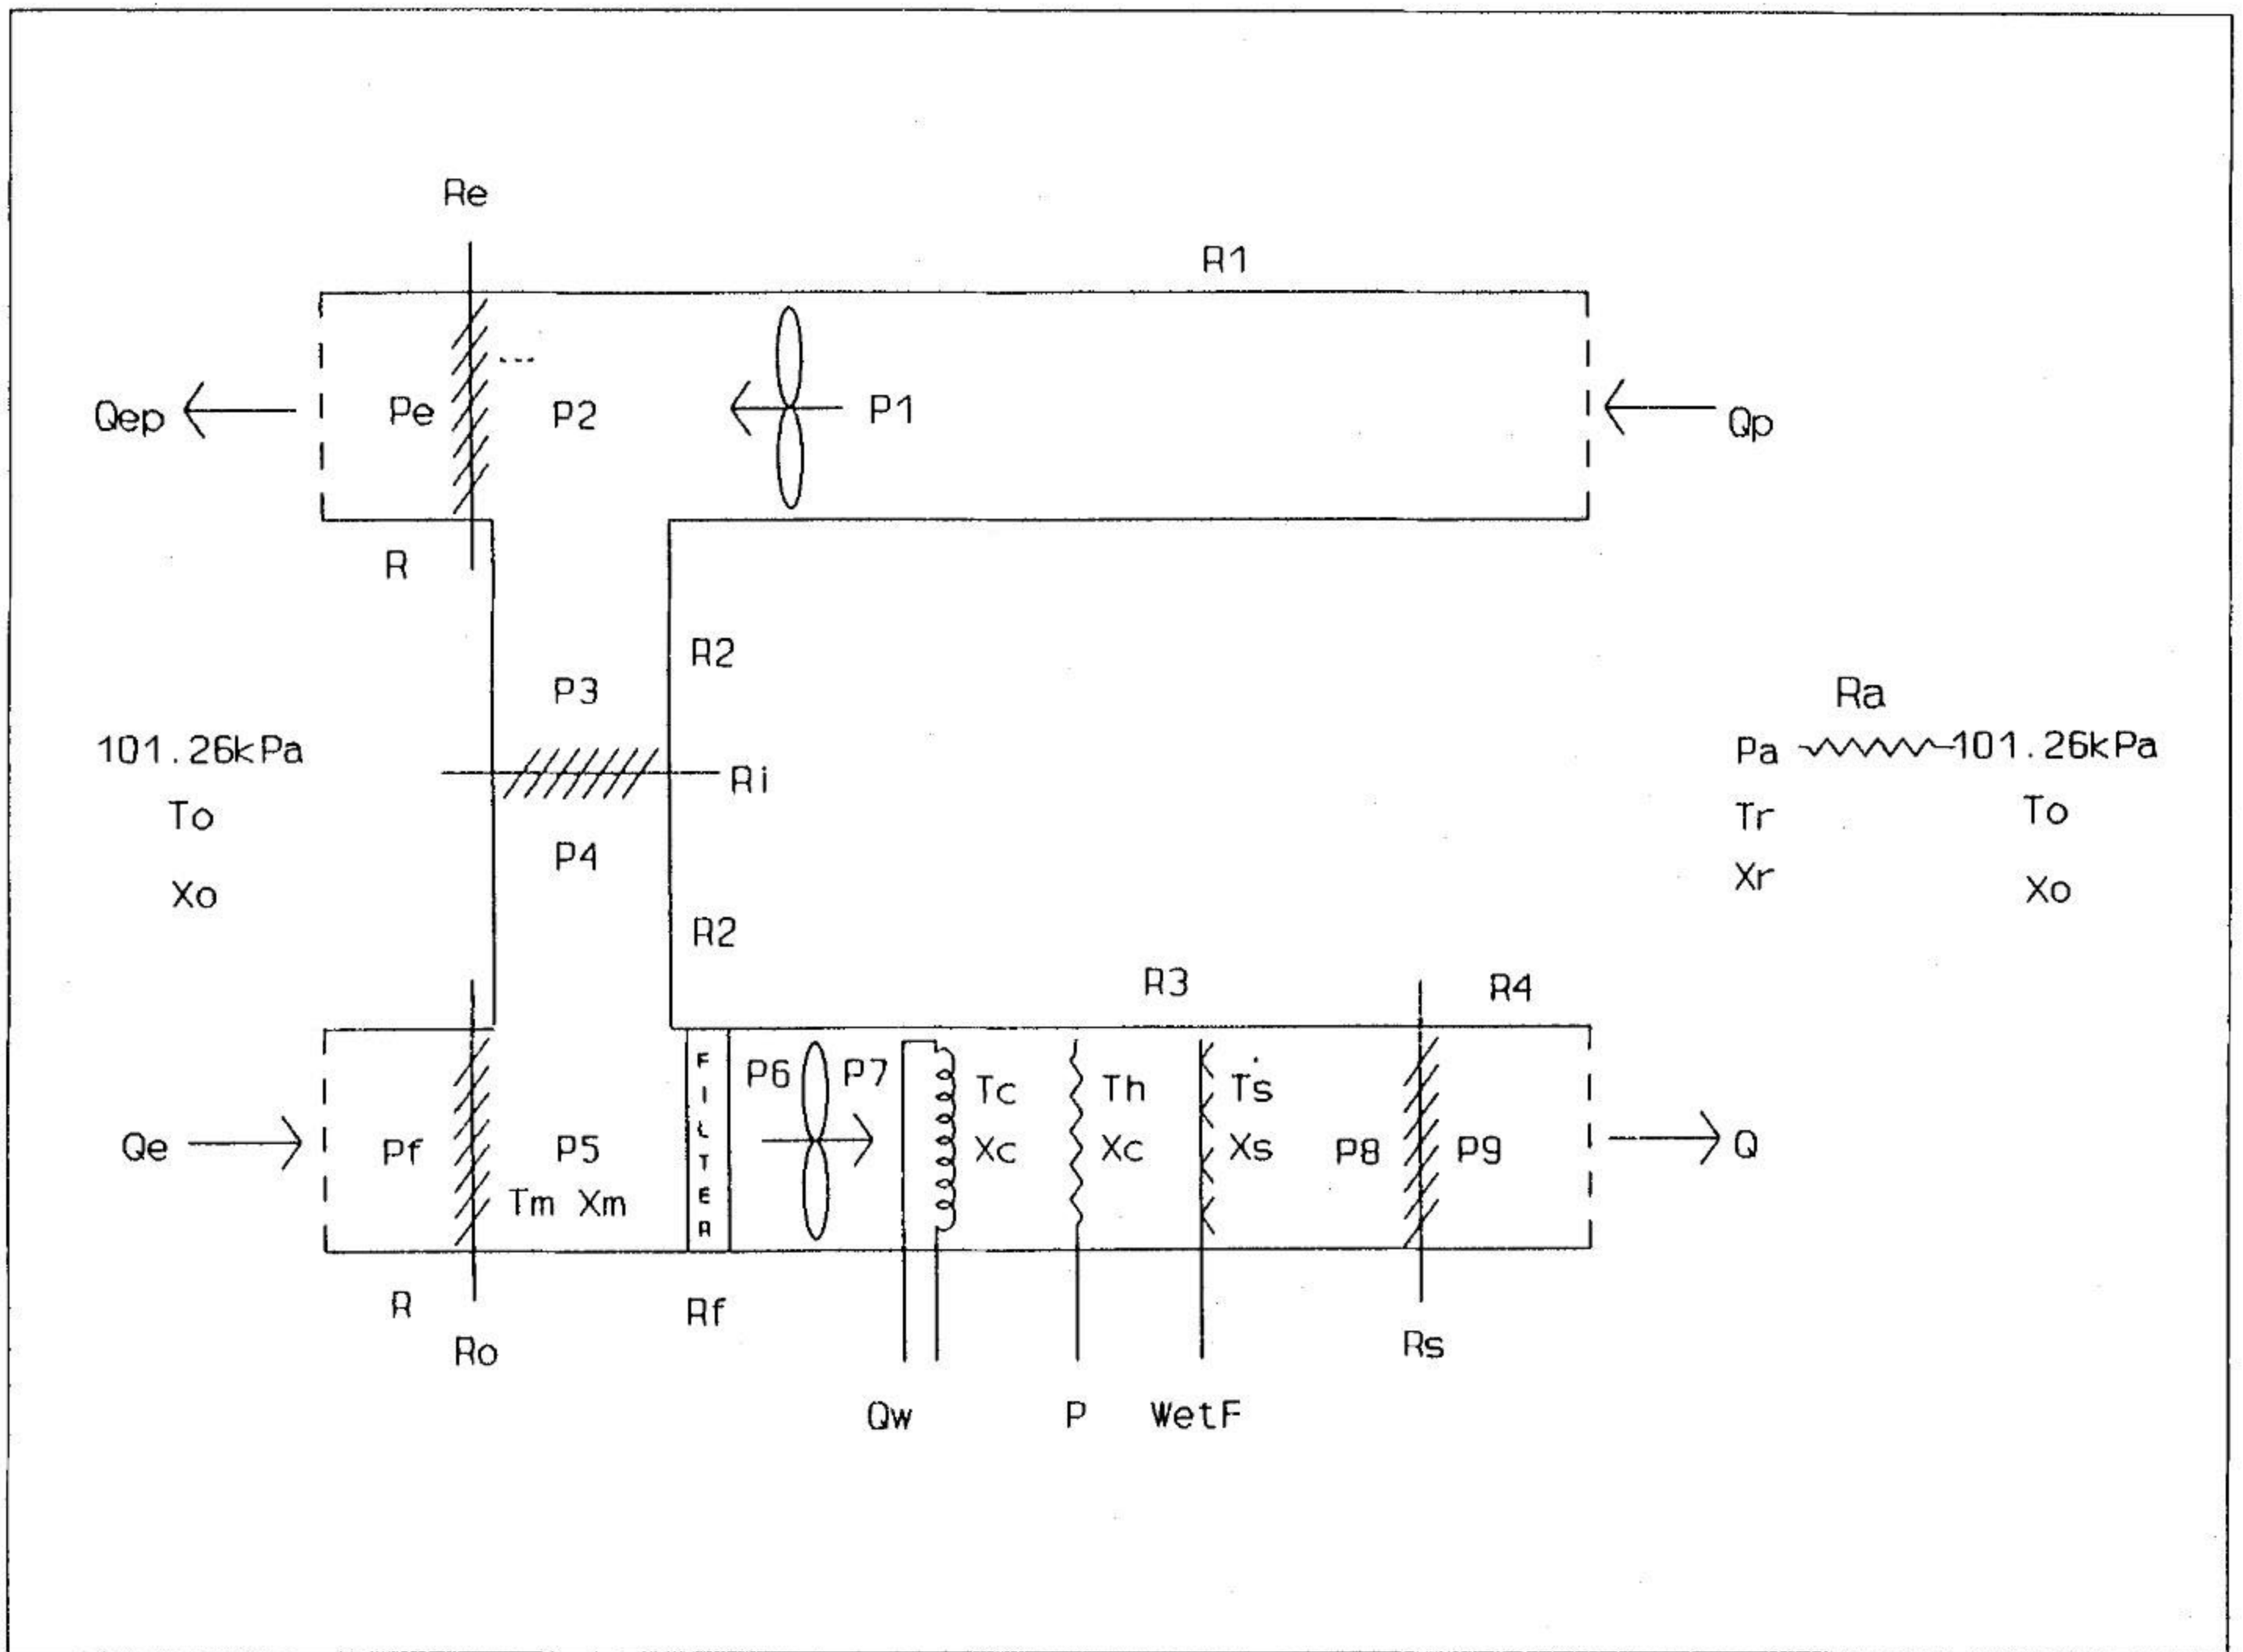 Re
R1
Qep
Pe
P2
P1
Qp
R
R2
P3
Ra
101.26kPa
Pa
101.26kPa
Ri
To
Tr
To
P4
Xo
Xr
Xo
R2
R3
R4
FILTER
P6
P7
Tc
Th
Ts
Qe
Pf
P5
Xc
Xc
Xs
P8
P9
Q
Tm Xm
R
Rf
Ro
Rs
Qw
P
WetF